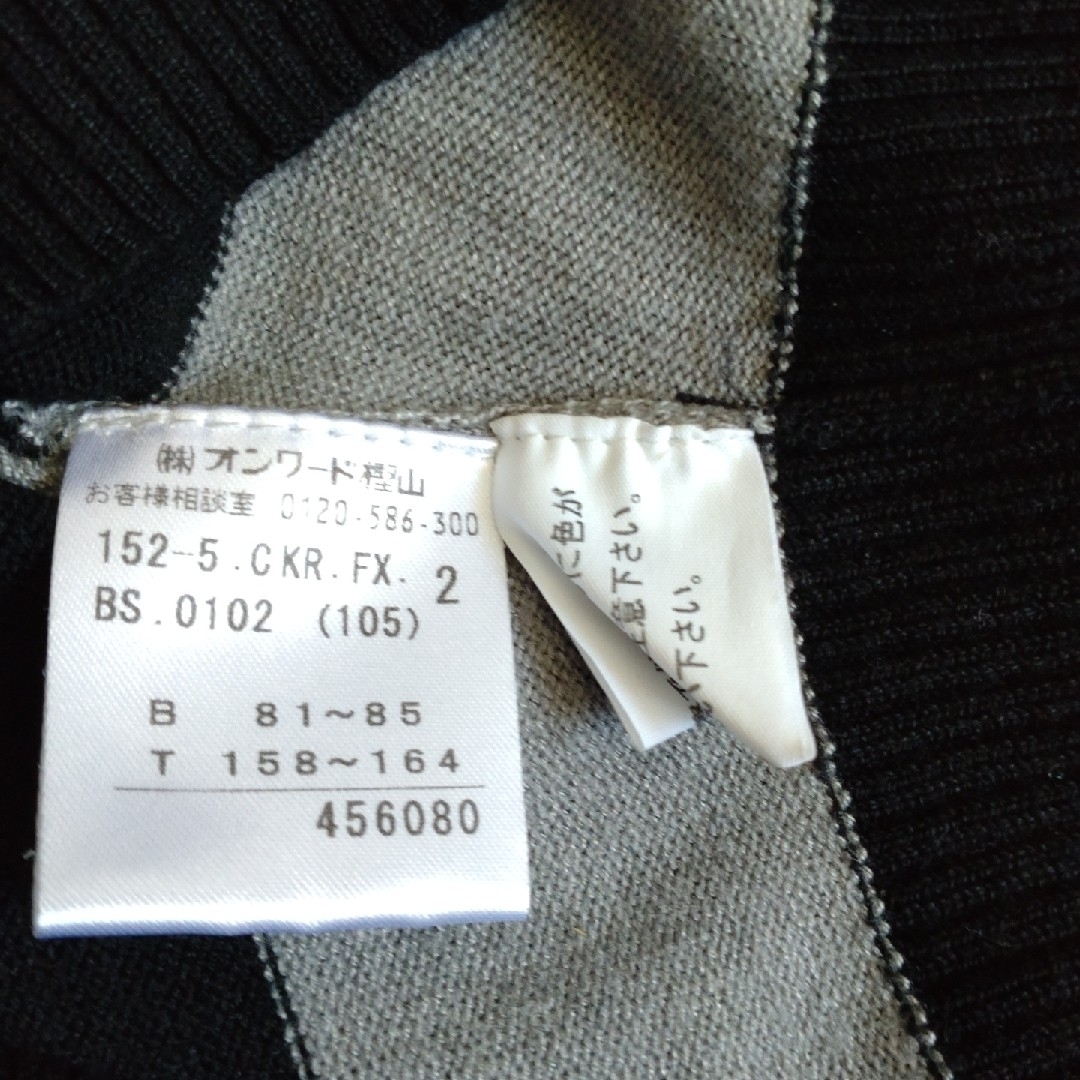 (株)オンワード樫山
お客様相談室 0120-586-300
152-5.CKR.FX. 2
BS.0102 (105)
B 81~85
T 158~164
456080
に色が
意下さい。
下さい。